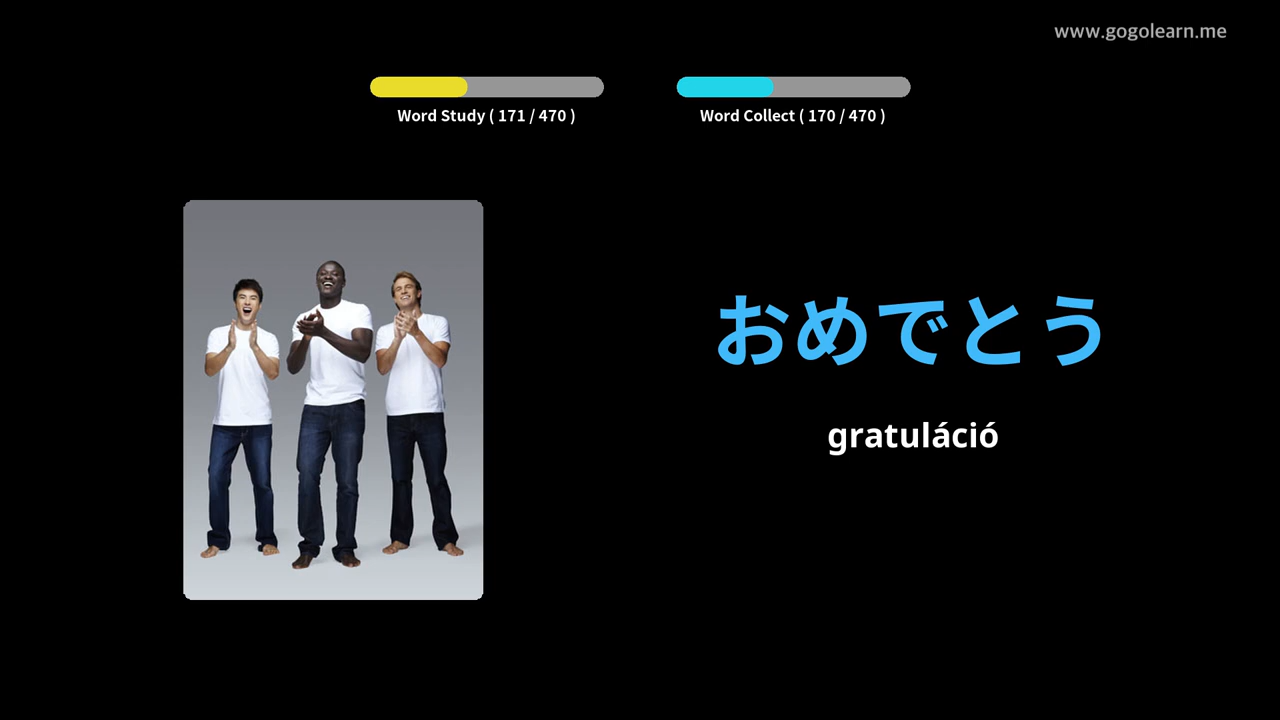 www.gogolearn.me
Word Study ( 171 / 470 )
Word Collect ( 170 / 470 )
おめでとう
gratuláció